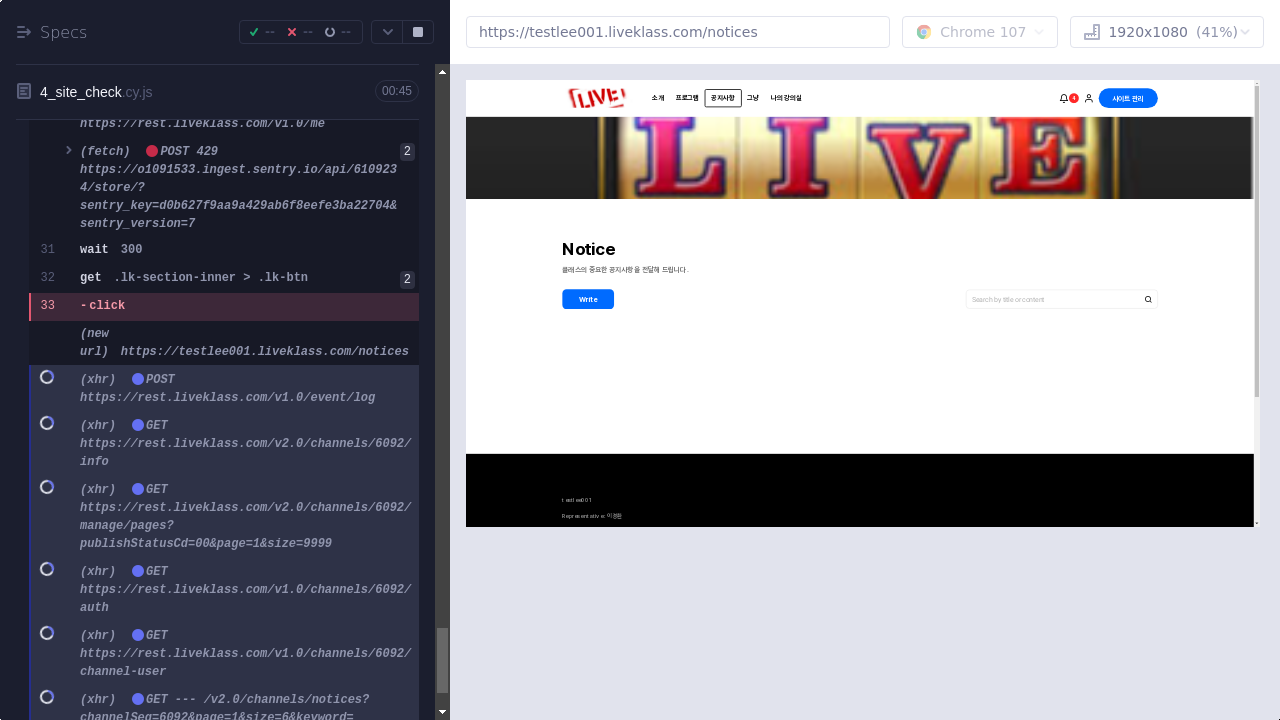 Specs
--
--
--
https://testlee001.liveklass.com/notices
Chrome 107
1920x1080 (41%)
4_site_check.cy.js
00:45
https://rest.liveklass.com/v1.0/me
(fetch) POST 429
2
https://o1091533.ingest.sentry.io/api/610923
4/store/?
sentry_key=d0b627f9aa9a429ab6f8eefe3ba22704&
sentry_version=7
31 wait 300
32 get .lk-section-inner > .lk-btn
2
33 -click
(new
url) https://testlee001.liveklass.com/notices
(xhr) POST
https://rest.liveklass.com/v1.0/event/log
(xhr) GET
https://rest.liveklass.com/v2.0/channels/6092/
info
(xhr) GET
https://rest.liveklass.com/v2.0/channels/6092/
manage/pages?
publishStatusCd=00&page=1&size=9999
(xhr) GET
https://rest.liveklass.com/v1.0/channels/6092/
auth
(xhr) GET
https://rest.liveklass.com/v1.0/channels/6092/
channel-user
(xhr) GET --- /v2.0/channels/notices?
channelSeq=6092&page=1&size=6&keyword=
LIVE!
소개 프로그램 공지사항 그냥 나의 강의실
4
사이트 관리
LIVE
Notice
클래스의 중요한 공지사항을 전달해 드립니다.
Write
Search by title or content
testlee001
Representative: 이경환